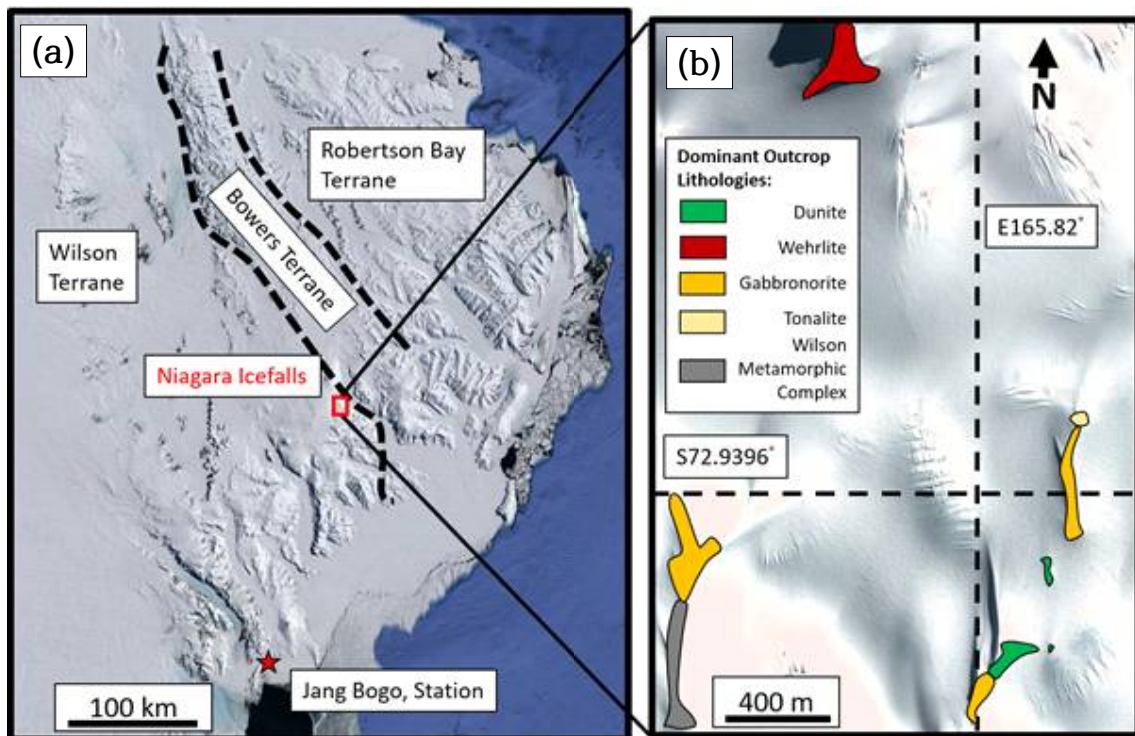 (a)
Robertson Bay
Terrane
Bowers Terrane
Wilson
Terrane
Niagara Icefalls
Jang Bogo, Station
100 km
(b)
N
Dominant Outcrop
Lithologies:
Dunite
Wehrlite
Gabbronorite
Tonalite
Wilson
Metamorphic
Complex
E165.82°
S72.9396°
400 m